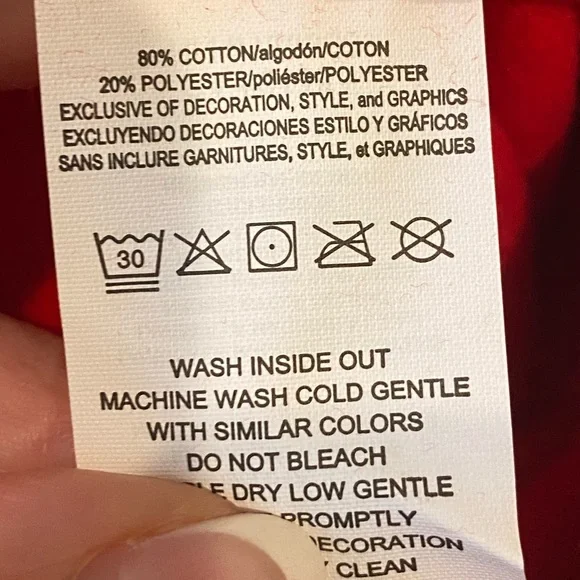 80% COTTON/algodón/COTON
20% POLYESTER/poliéster/POLYESTER
EXCLUSIVE OF DECORATION, STYLE, and GRAPHICS
EXCLUYENDO DECORACIONES ESTILO Y GRÁFICOS
SANS INCLURE GARNITURES, STYLE, et GRAPHIQUES
30
WASH INSIDE OUT
MACHINE WASH COLD GENTLE
WITH SIMILAR COLORS
DO NOT BLEACH
DRY LOW GENTLE
PROMPTLY
DECORATION
CLEAN